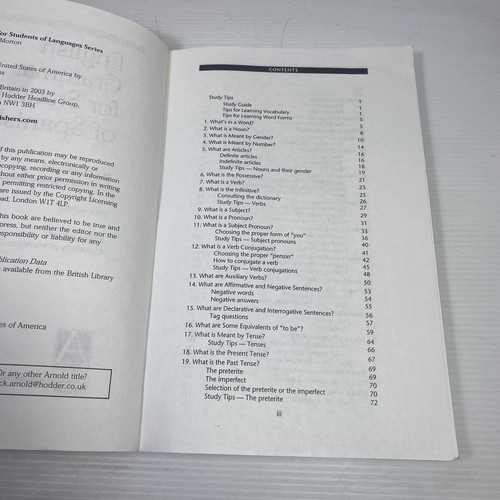 for Students of Languages Series
Morton
United States of America by
Britain in 2003 by
Hodder Headline Group,
NW1 3BH
ishers.com
f this publication may be reproduced
by any means, electronically or
copying, recording or any information
hout either prior permission in writing
permitting restricted copying. In the
are issued by the Copyright Licensing
oad, London W1T 4LP.
his book are believed to be true and
press, but neither the editor nor the
sponsibility or liability for any
lication Data
available from the British Library
es of America
Or any other Arnold title?
ck.arnold@hodder.co.uk
CONTENTS
Study Tips 1
Study Guide 1
Tips for Learning Vocabulary 1
Tips for Learning Word Forms 3
1. What's in a Word? 5
2. What is a Noun? 8
3. What is Meant by Gender? 10
4. What is Meant by Number? 14
5. What are Articles? 16
Definite articles 16
Indefinite articles 18
Study Tips — Nouns and their gender 19
6. What is the Possessive? 21
7. What is a Verb? 23
8. What is the Infinitive? 25
Consulting the dictionary 26
Study Tips — Verbs 27
9. What is a Subject? 29
10. What is a Pronoun? 31
11. What is a Subject Pronoun? 33
Choosing the proper form of "you" 36
Study Tips — Subject pronouns 40
12. What is a Verb Conjugation? 41
Choosing the proper "person" 42
How to conjugate a verb 45
Study Tips — Verb conjugations 48
13. What are Auxiliary Verbs? 50
14. What are Affirmative and Negative Sentences? 53
Negative words 54
Negative answers 55
15. What are Declarative and Interrogative Sentences? 56
Tag questions 57
16. What are Some Equivalents of "to be"? 59
17. What is Meant by Tense? 64
Study Tips — Tenses 66
18. What is the Present Tense? 67
19. What is the Past Tense? 69
The preterite 69
The imperfect 70
Selection of the preterite or the imperfect 70
Study Tips — The preterite 72
iii